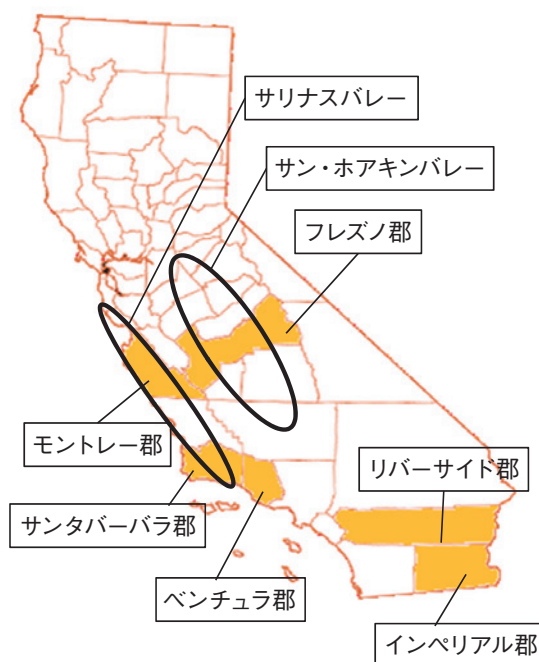 サリナスバレー
サン・ホアキンバレー
フレズノ郡
モントレー郡
リバーサイド郡
サンタバーバラ郡
ベンチュラ郡
インペリアル郡